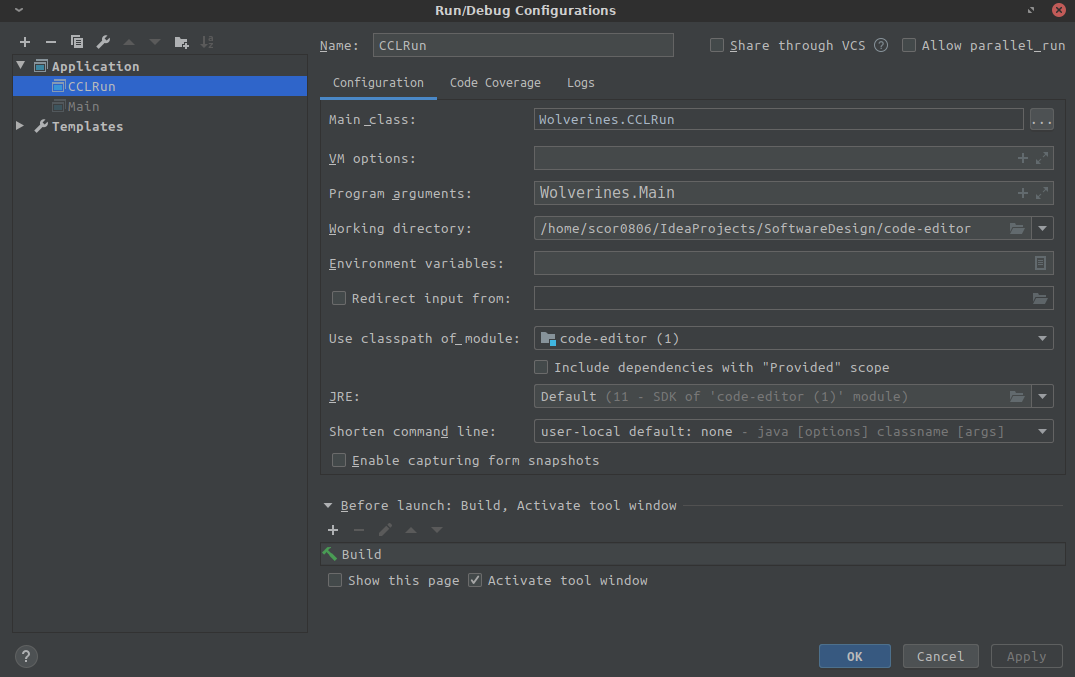 Run/Debug Configurations
Name: CCLRun Share through VCS ? Allow parallel_run
Application
CCLRun
Main
Templates
Configuration Code Coverage Logs
Main class: Wolverines.CCLRun ...
VM options:
Program arguments: Wolverines.Main
Working directory: /home/scor0806/IdeaProjects/SoftwareDesign/code-editor
Environment variables:
Redirect input from:
Use classpath of module: code-editor (1)
Include dependencies with "Provided" scope
JRE: Default (11 - SDK of 'code-editor (1)' module)
Shorten command line: user-local default: none - java [options] classname [args]
Enable capturing form snapshots
Before launch: Build, Activate tool window
Build
Show this page Activate tool window
? OK Cancel Apply